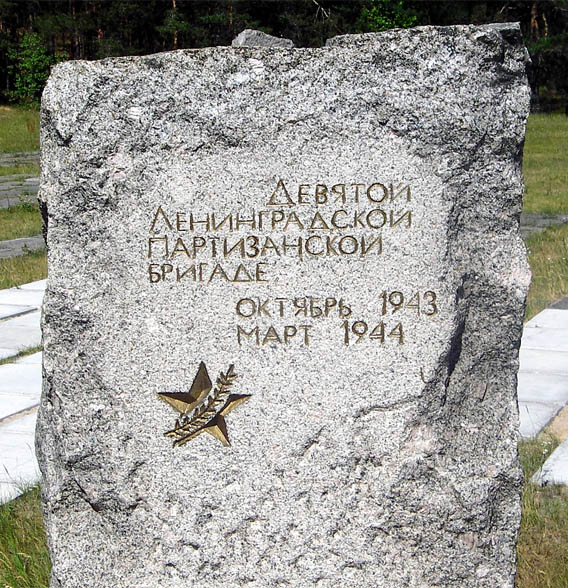 ДЕВЯТОЙ
ЛЕНИНГРАДСКОЙ
ПАРТИЗАНСКОЙ
БРИГАДЕ
ОКТЯБРЬ 1943
МАРТ 1944